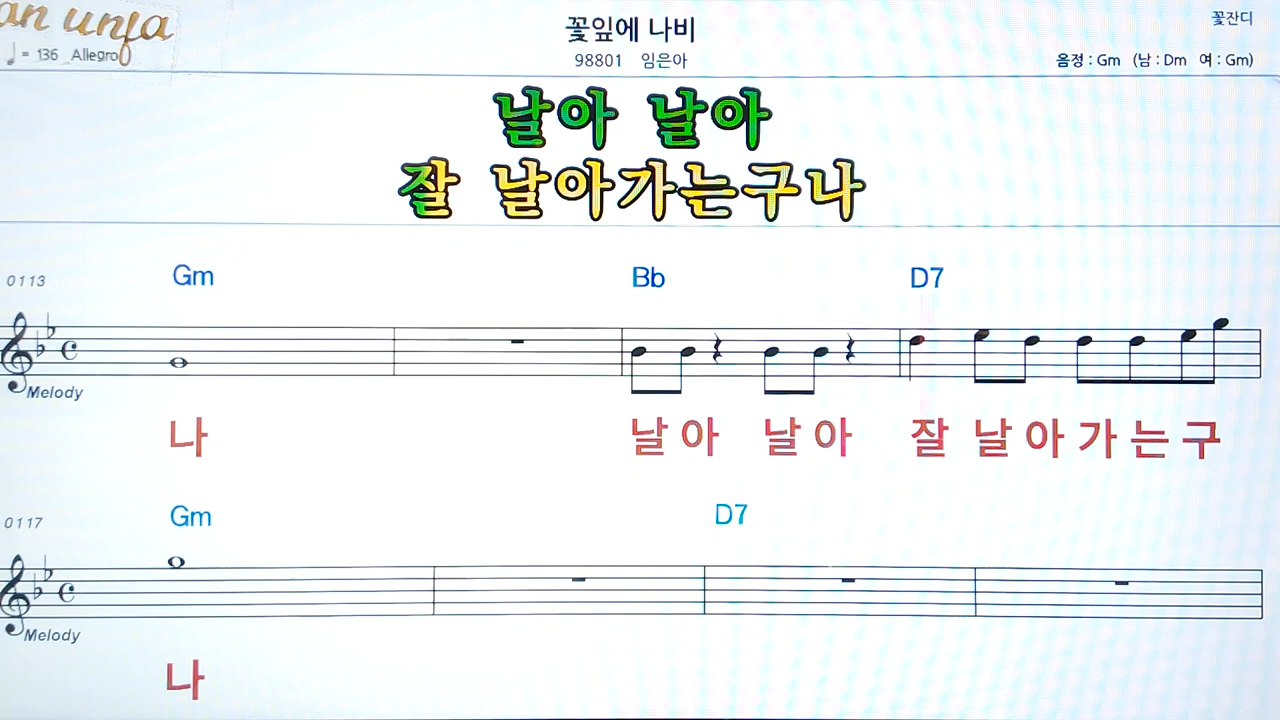 an unfa
꽃잎에 나비
꽃잔디
♩ = 136 Allegro
98801 임은아
음정 : Gm (남 : Dm 여 : Gm)
날아 날아
잘 날아가는구나
0113 Gm Bb D7
Melody
나 날 아 날 아 잘 날 아 가 는 구
0117 Gm D7
Melody
나